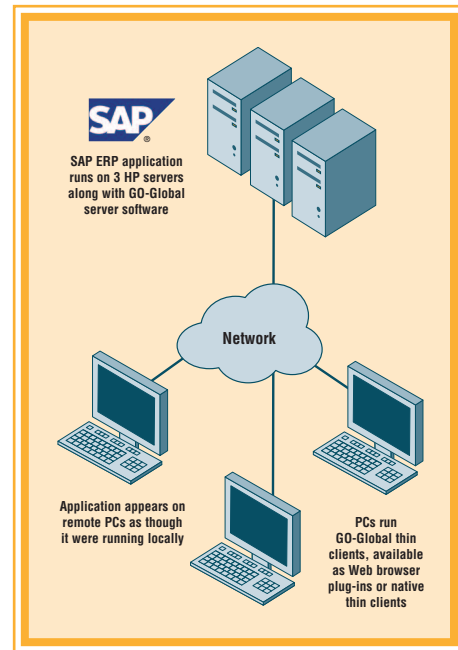 SAP
®
SAP ERP application
runs on 3 HP servers
along with GO-Global
server software
Network
Application appears on
remote PCs as though
it were running locally
PCs run
GO-Global thin
clients, available
as Web browser
plug-ins or native
thin clients